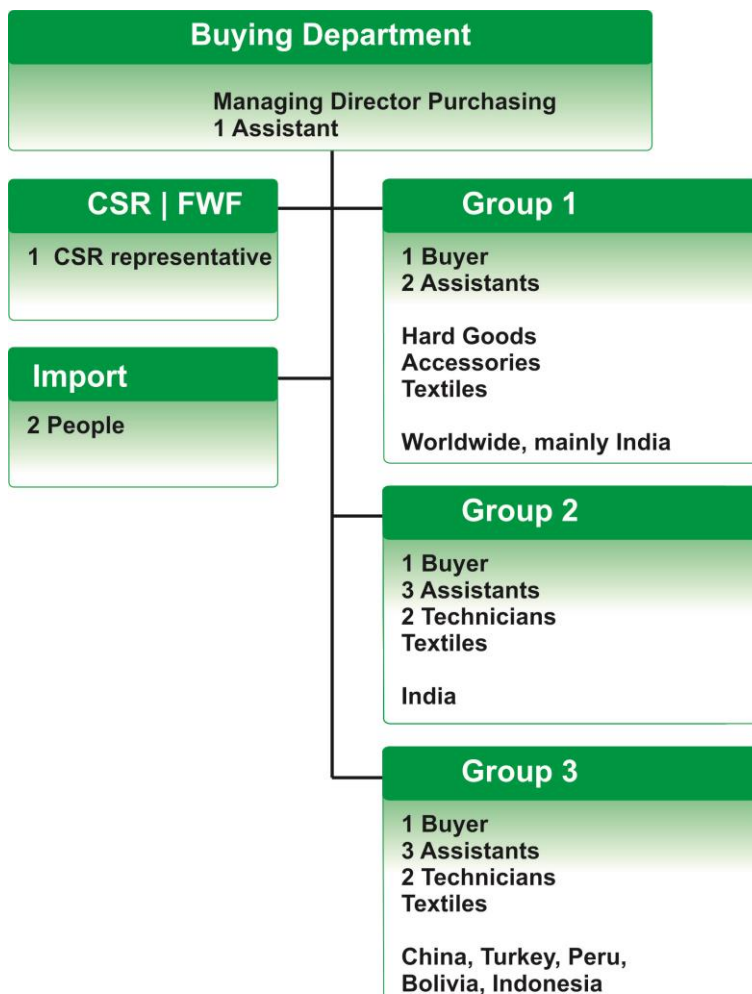 Buying Department
Managing Director Purchasing
1 Assistant
CSR | FWF
1 CSR representative
Import
2 People
Group 1
1 Buyer
2 Assistants
Hard Goods
Accessories
Textiles
Worldwide, mainly India
Group 2
1 Buyer
3 Assistants
2 Technicians
Textiles
India
Group 3
1 Buyer
3 Assistants
2 Technicians
Textiles
China, Turkey, Peru,
Bolivia, Indonesia